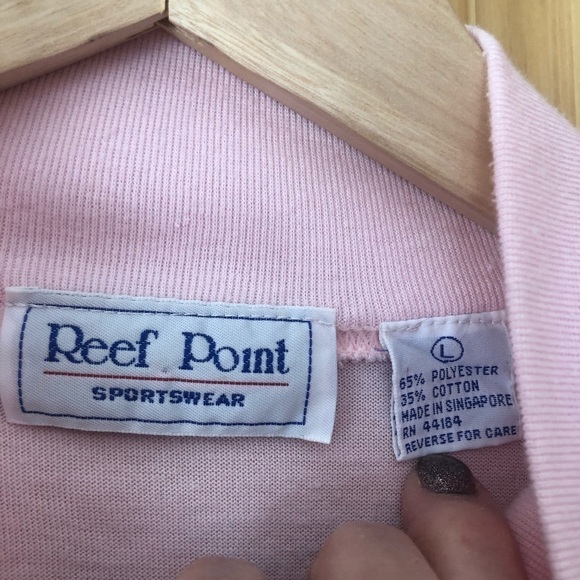 Reef Point
SPORTSWEAR
L
65% POLYESTER
35% COTTON
MADE IN SINGAPORE
RN 44184
REVERSE FOR CARE